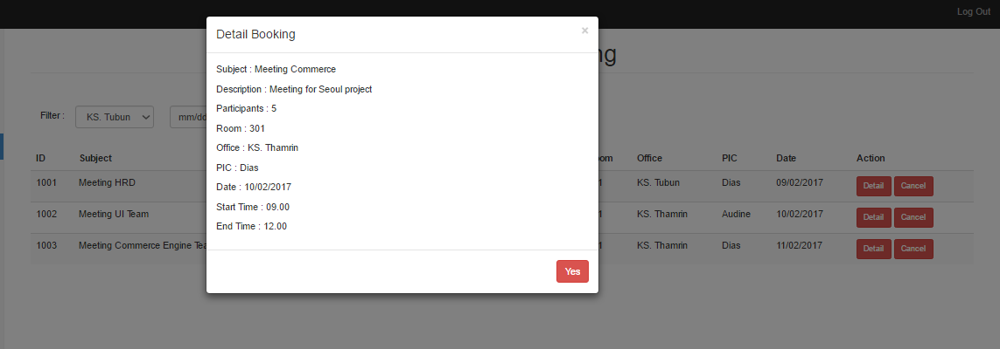 Log Out
Detail Booking ×
ng
Subject : Meeting Commerce
Description : Meeting for Seoul project
Participants : 5
Room : 301
Office : KS. Thamrin
PIC : Dias
Date : 10/02/2017
Start Time : 09.00
End Time : 12.00
Yes
Filter : KS. Tubun mm/dd
ID Subject om Office PIC Date Action
1001 Meeting HRD 1 KS. Tubun Dias 09/02/2017 Detail Cancel
1002 Meeting UI Team 1 KS. Thamrin Audine 10/02/2017 Detail Cancel
1003 Meeting Commerce Engine Tea 1 KS. Thamrin Dias 11/02/2017 Detail Cancel